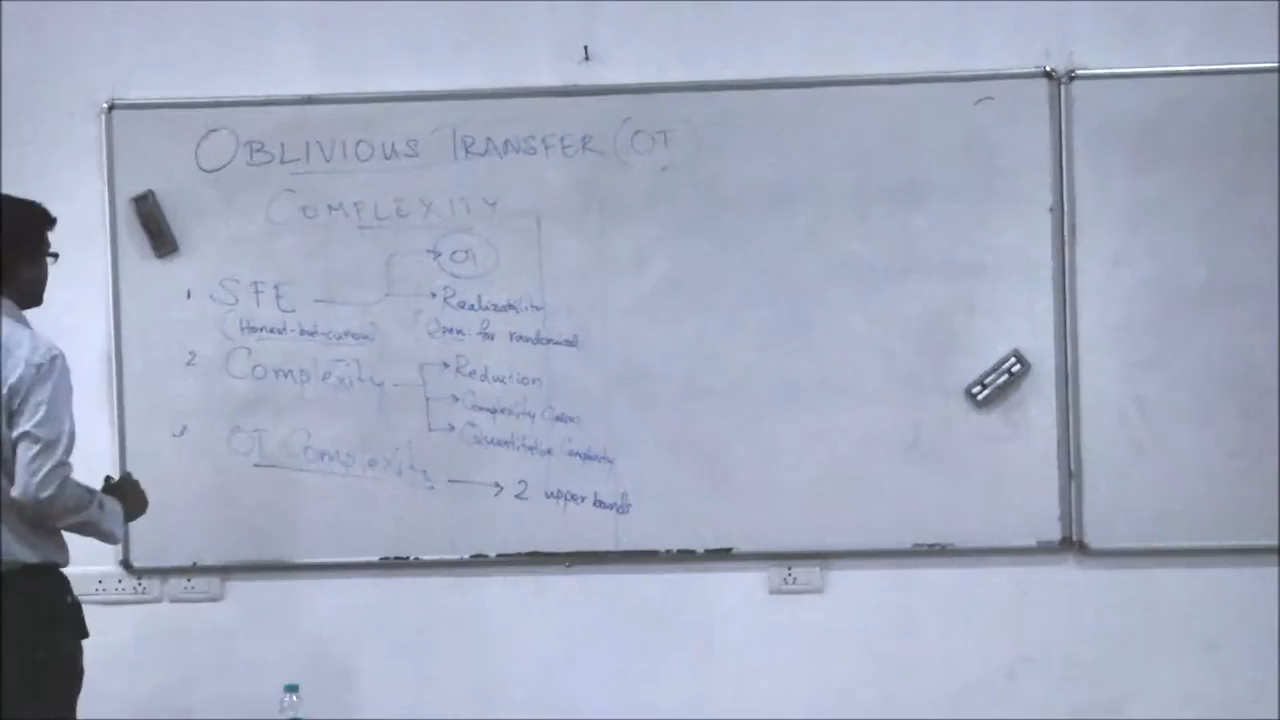 OBLIVIOUS TRANSFER (OT)
COMPLEXITY
OT
1 SFE
Realizability
(Honest-but-curious)
(Open for randomized
2 Complexity
Reduction
Complexity Classes
Quantitative Complexity
3 OT Complexity
2 upper bounds